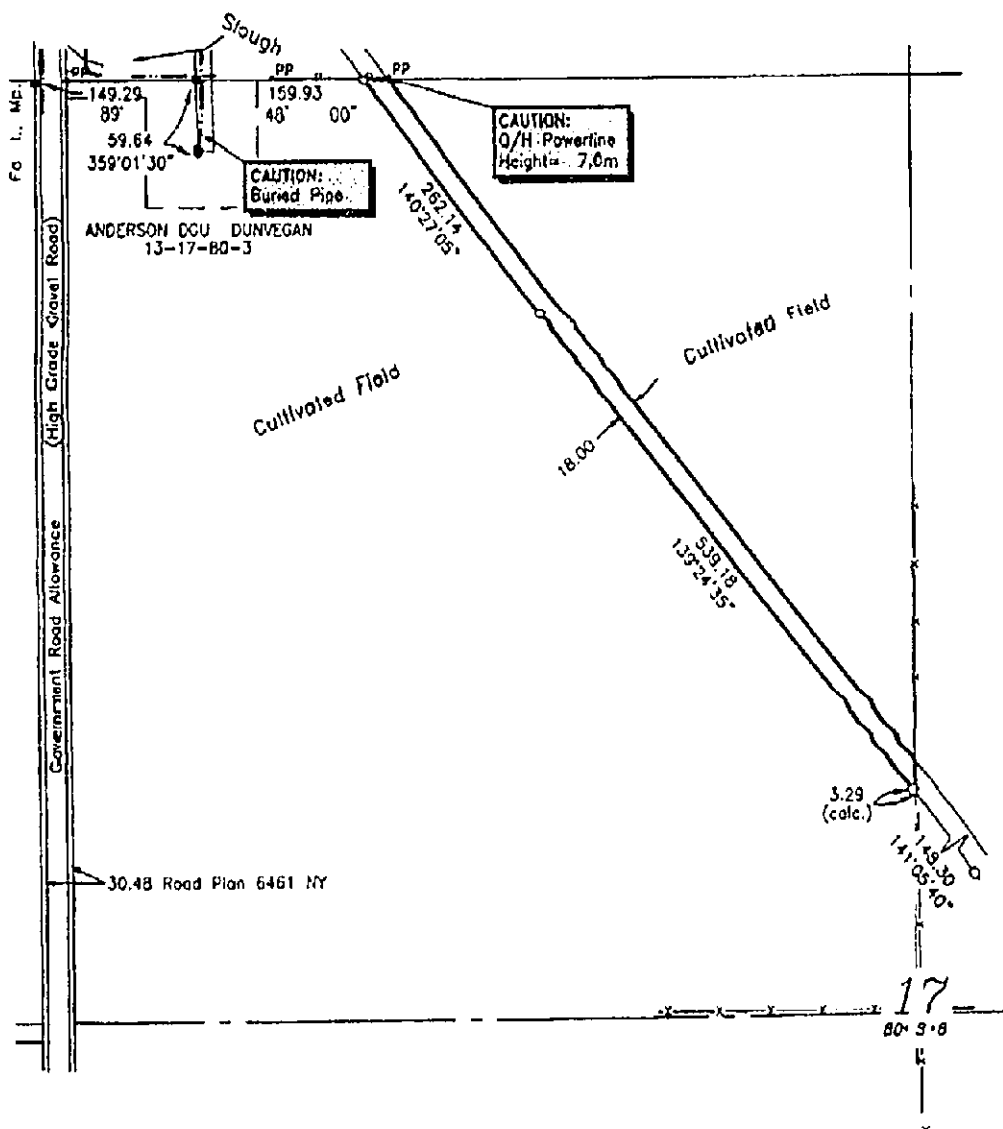 Slough
PP
PP
PP
149.29
89'
159.93
48' 00"
59.64
359°01'30"
CAUTION:
Buried Pipe
CAUTION:
O/H Powerline
Height= 7,6m
ANDERSON DGU DUNVEGAN
13-17-80-3
262.14
140°27'05"
Cultivated Field
Cultivated Field
18.00
539.18
139°24'35"
Government Road Allowance
(High Grade Gravel Road)
3.29
(calc.)
149.30
141°05'40"
30.48 Road Plan 6461 NY
17